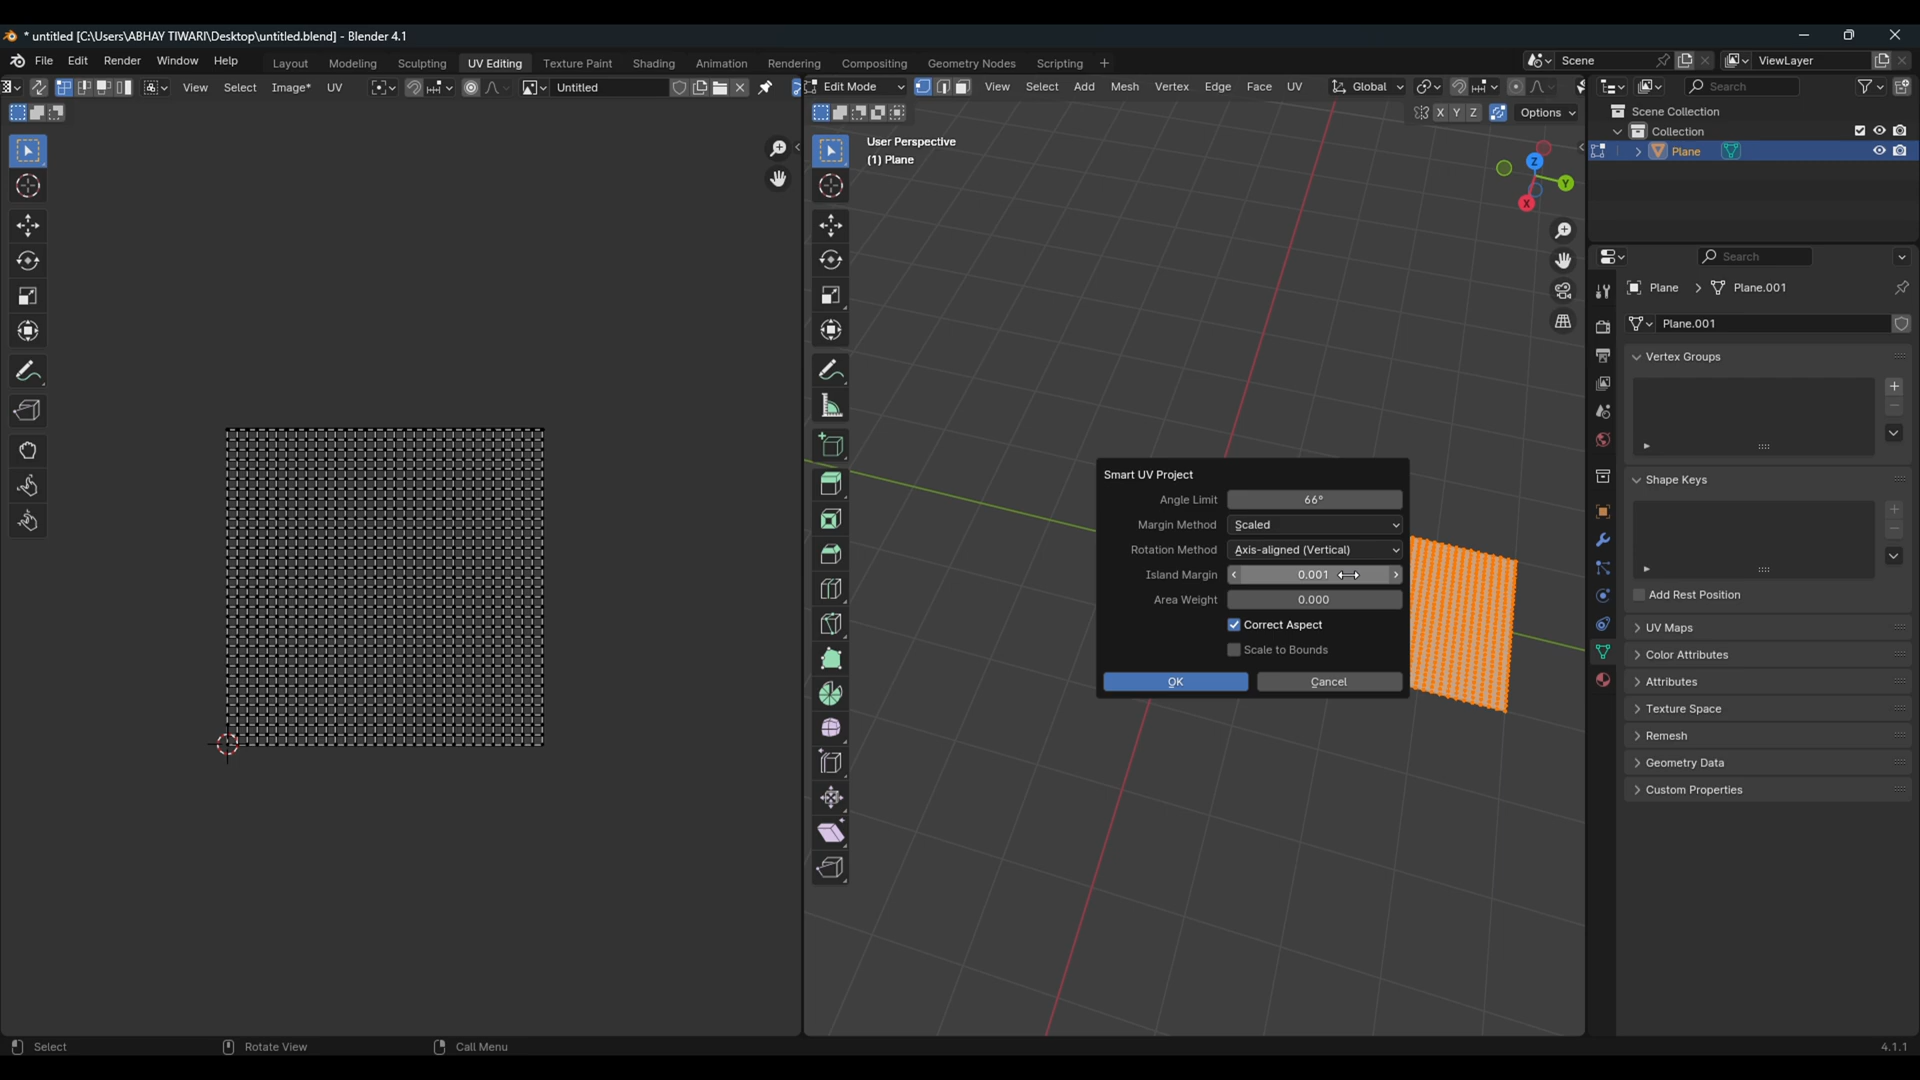 * untitled [C:\Users\ABHAY TIWARI\Desktop\untitled.blend] - Blender 4.1
File Edit Render Window Help
Layout Modeling Sculpting UV Editing Texture Paint Shading Animation Rendering Compositing Geometry Nodes Scripting +
Scene
ViewLayer
View Select Image* UV
Untitled
Edit Mode
View Select Add Mesh Vertex Edge Face UV
Global
Search
X Y Z
Options
User Perspective
(1) Plane
Z
Y
X
Scene Collection
Collection
Plane
Search
Plane > Plane.001
Plane.001
Vertex Groups
Shape Keys
Add Rest Position
UV Maps
Color Attributes
Attributes
Texture Space
Remesh
Geometry Data
Custom Properties
Smart UV Project
Angle Limit 66°
Margin Method Scaled
Rotation Method Axis-aligned (Vertical)
Island Margin 0.001
Area Weight 0.000
Correct Aspect
Scale to Bounds
OK Cancel
Select Rotate View Call Menu
4.1.1